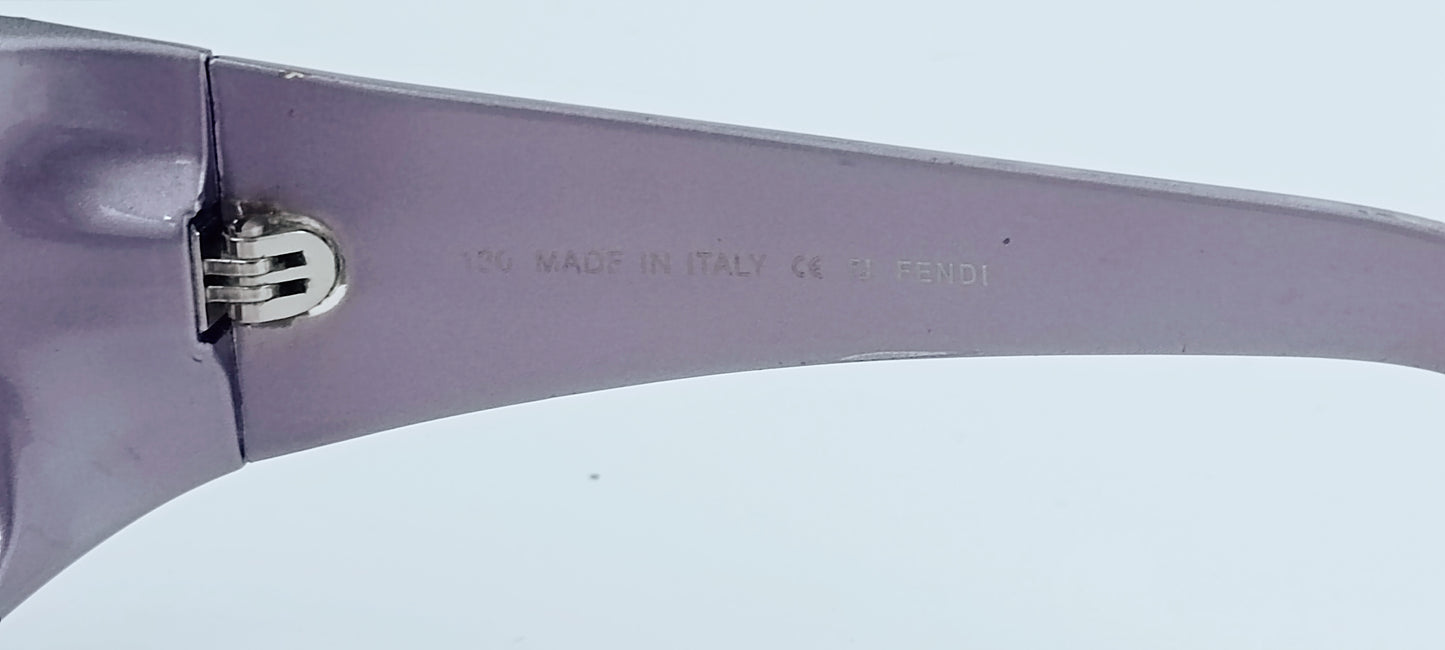 130 MADE IN ITALY CE FENDI